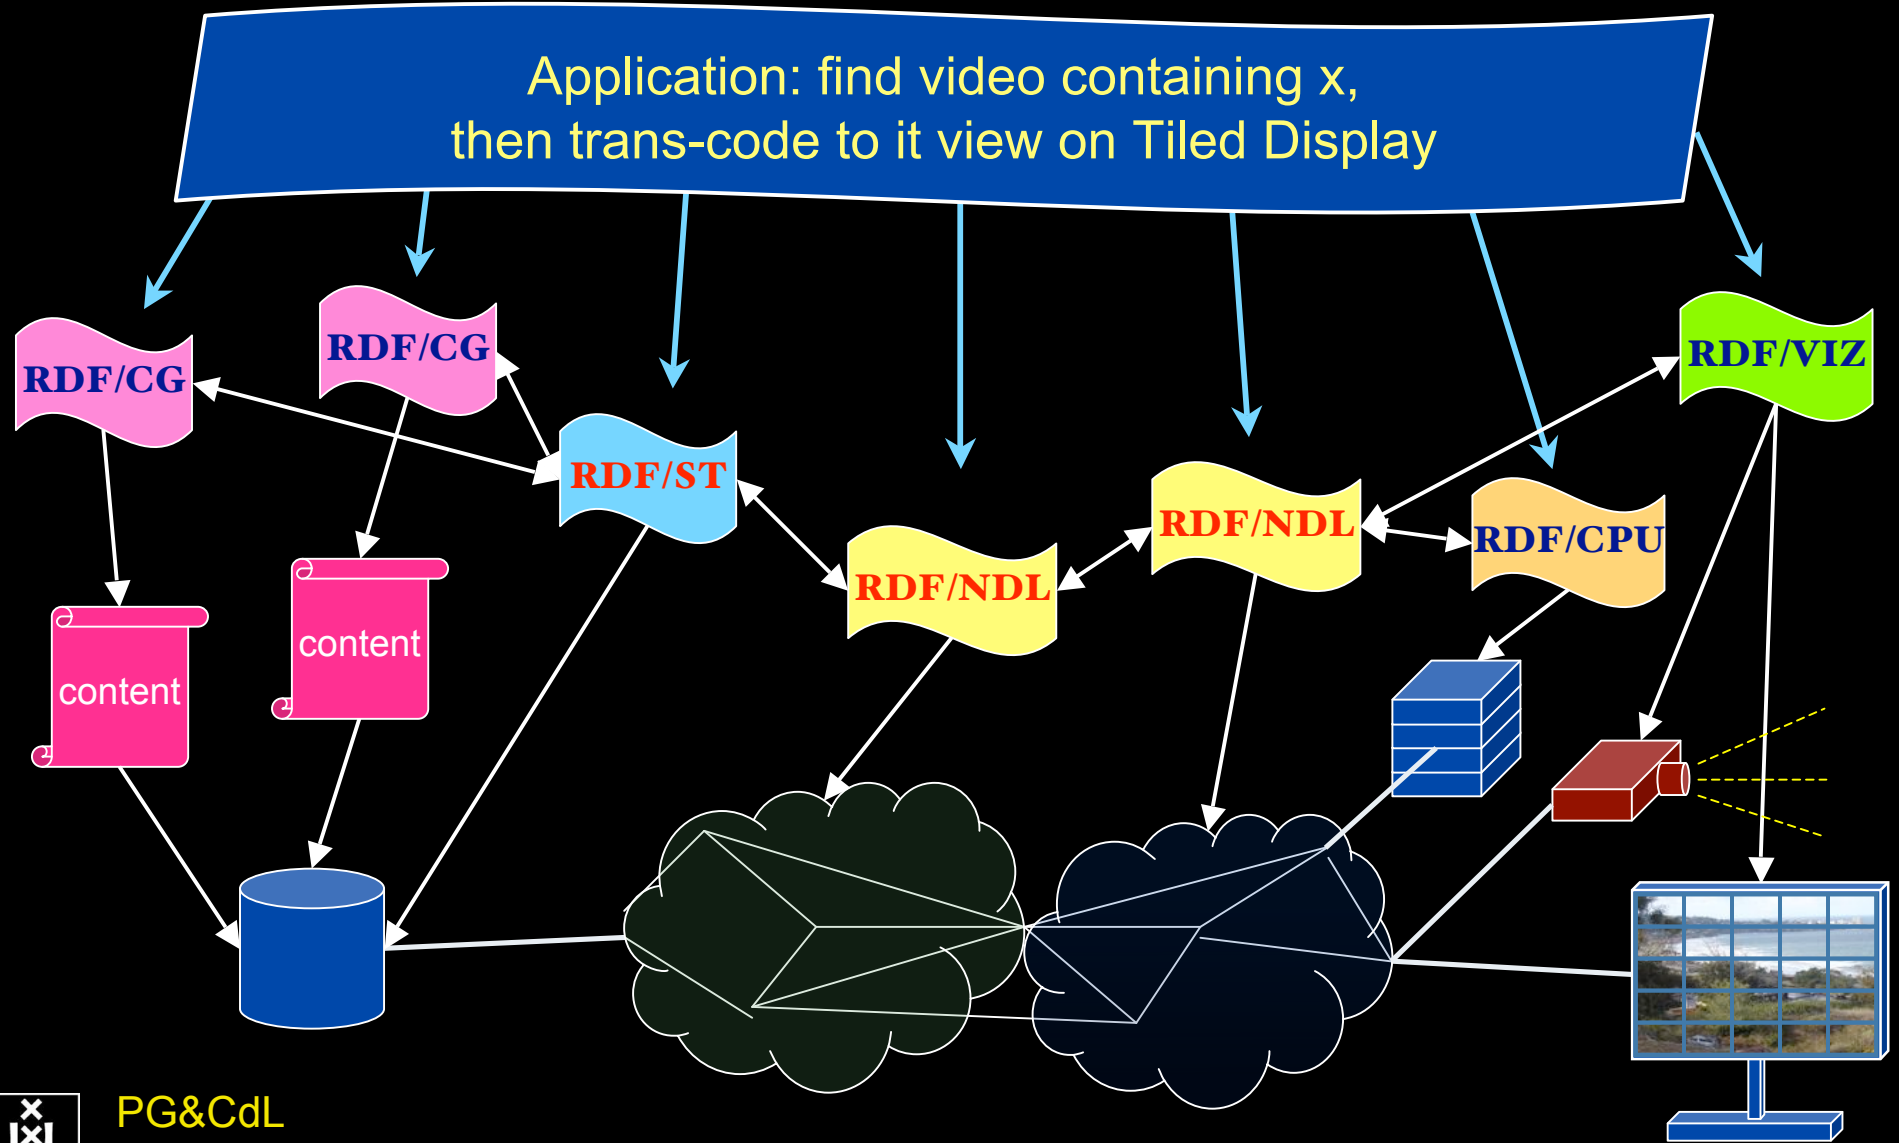 Application: find video containing x,
then trans-code to it view on Tiled Display
RDF/CG
RDF/CG
RDF/VIZ
RDF/ST
RDF/NDL
RDF/CPU
RDF/NDL
content
content
PG&CdL